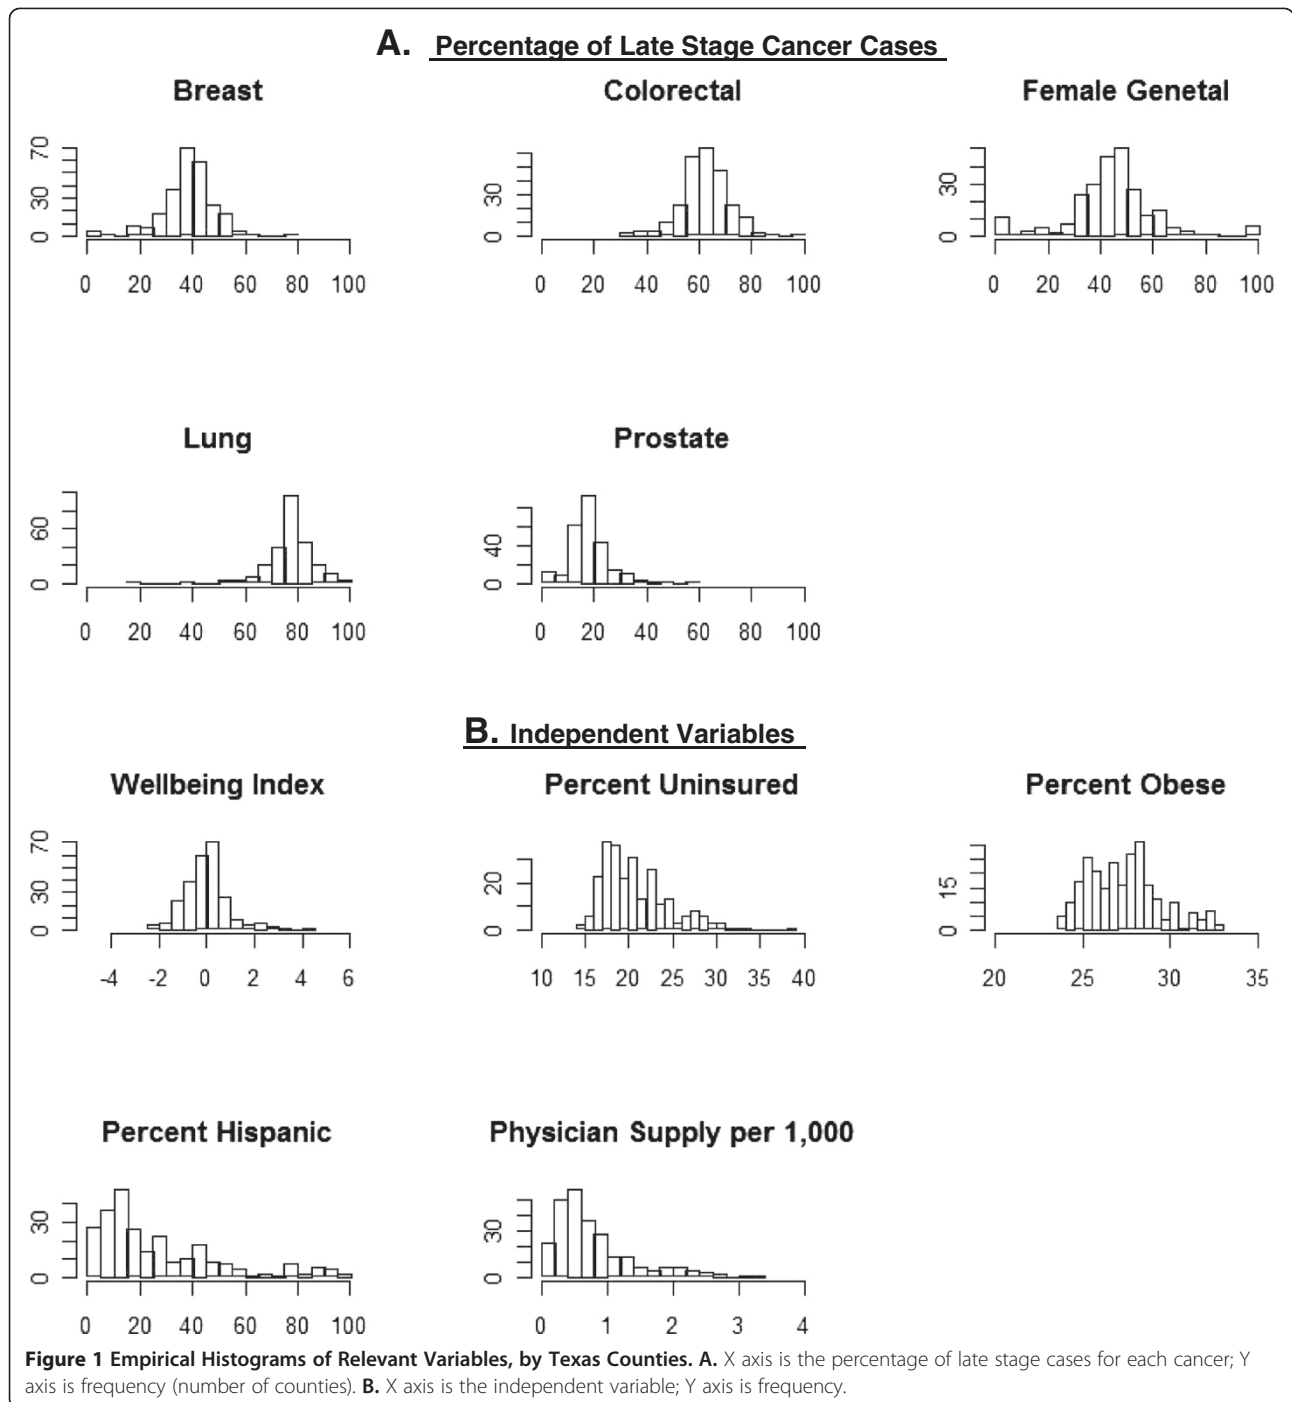 A. Percentage of Late Stage Cancer Cases
Breast
Colorectal
Female Genetal
0 30 70
0 20 40 60 80 100
0 30
0 20 40 60 80 100
0 30
0 20 40 60 80 100
Lung
Prostate
0 60
0 20 40 60 80 100
0 40
0 20 40 60 80 100
B. Independent Variables
Wellbeing Index
Percent Uninsured
Percent Obese
0 30 70
-4 -2 0 2 4 6
0 20
10 15 20 25 30 35 40
0 15
20 25 30 35
Percent Hispanic
Physician Supply per 1,000
0 30
0 20 40 60 80 100
0 30
0 1 2 3 4
Figure 1 Empirical Histograms of Relevant Variables, by Texas Counties. A. X axis is the percentage of late stage cases for each cancer; Y
axis is frequency (number of counties). B. X axis is the independent variable; Y axis is frequency.